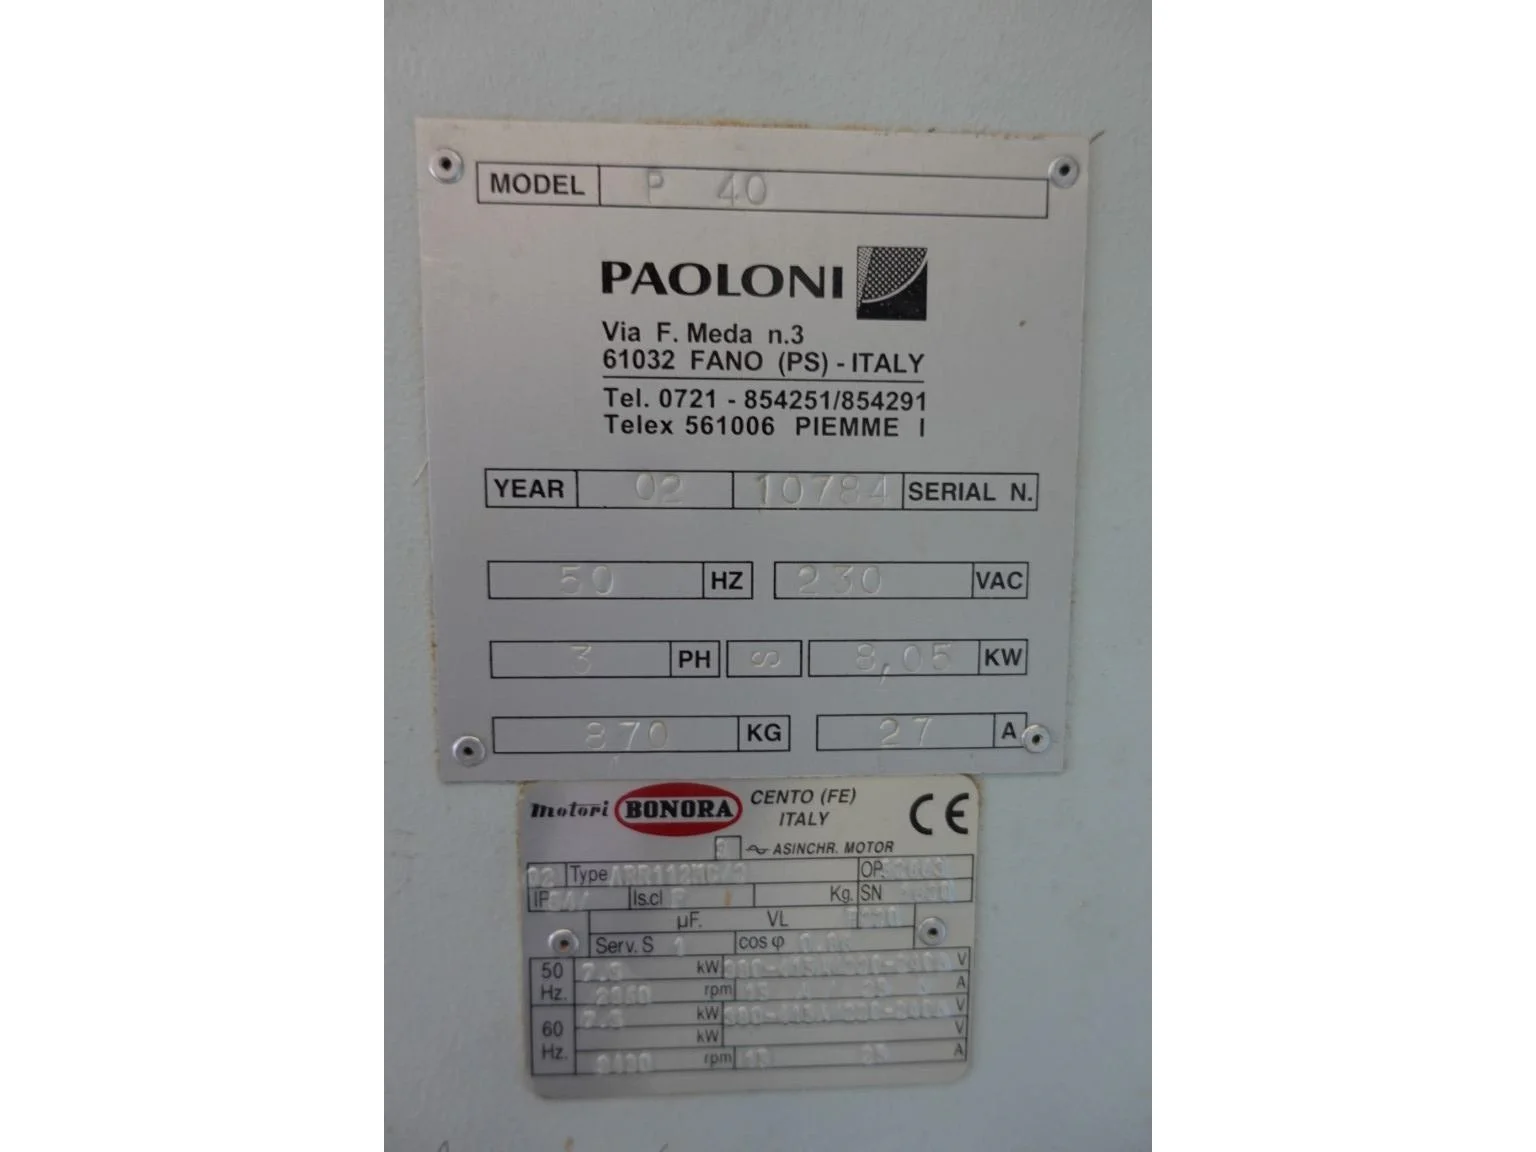 MODEL P 40
PAOLONI
Via F. Meda n.3
61032 FANO (PS) - ITALY
Tel. 0721 - 854251/854291
Telex 561006 PIEMME I
YEAR 02 10784 SERIAL N.
50 HZ 230 VAC
3 PH S 8,05 KW
870 KG 27 A
motori BONORA CENTO (FE)
ITALY
CE
3 ASINCHR. MOTOR
02 Type OP.
IP Is.cl F Kg. SN
µF. VL
Serv. S 1 cos φ
50 Hz. kW V
rpm A
60 Hz. kW V
kW V
rpm A